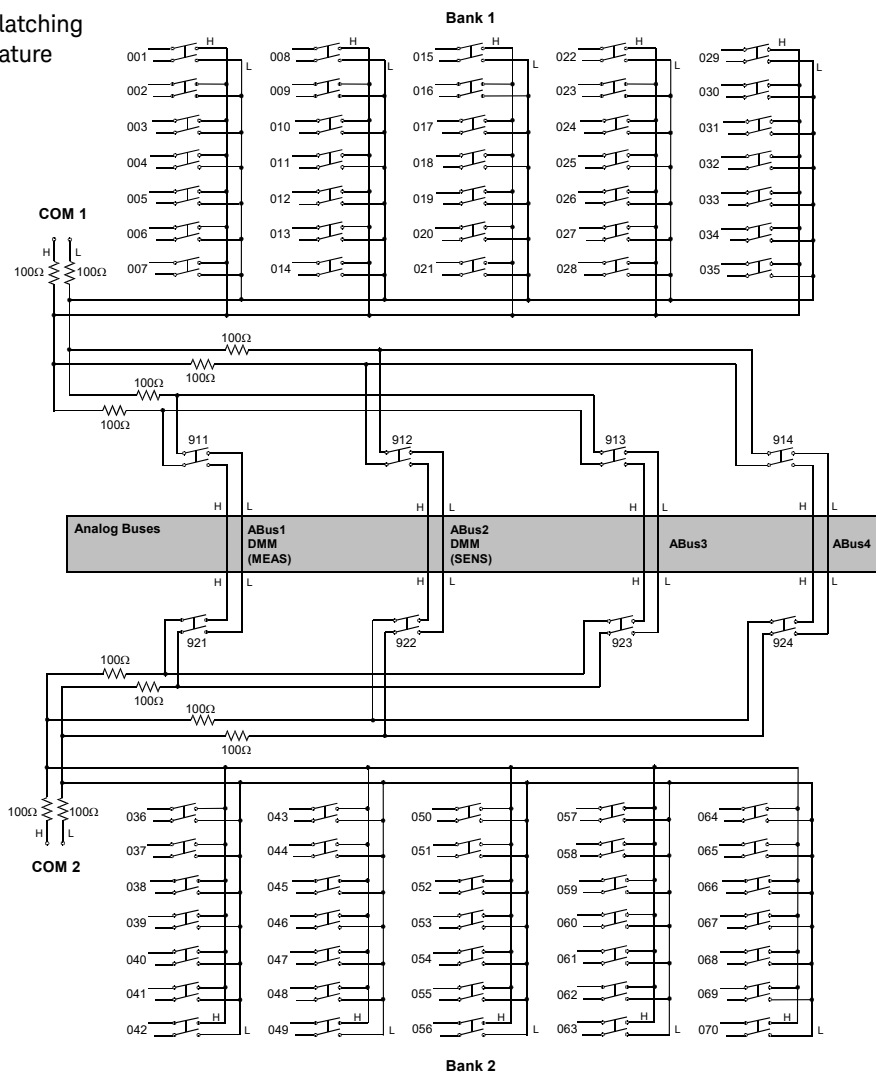 latching
ature
Bank 1
001 H 008 H 015 H 022 H 029 H
L L L L L
002 009 016 023 030
003 010 017 024 031
004 011 018 025 032
005 012 019 026 033
COM 1
006 013 020 027 034
H L
100Ω 100Ω
007 014 021 028 035
100Ω
100Ω
100Ω
100Ω
911 912 913 914
H L H L H L H L
Analog Buses
ABus1
DMM
(MEAS)
ABus2
DMM
(SENS)
ABus3
ABus4
H L H L H L H L
921 922 923 924
100Ω
100Ω
100Ω
100Ω
100Ω 100Ω
H L
COM 2
036 043 050 057 064
037 044 051 058 065
038 045 052 059 066
039 046 053 060 067
040 047 054 061 068
041 048 055 062 069
042 H 049 H 056 H 063 H 070 H
L L L L L
Bank 2